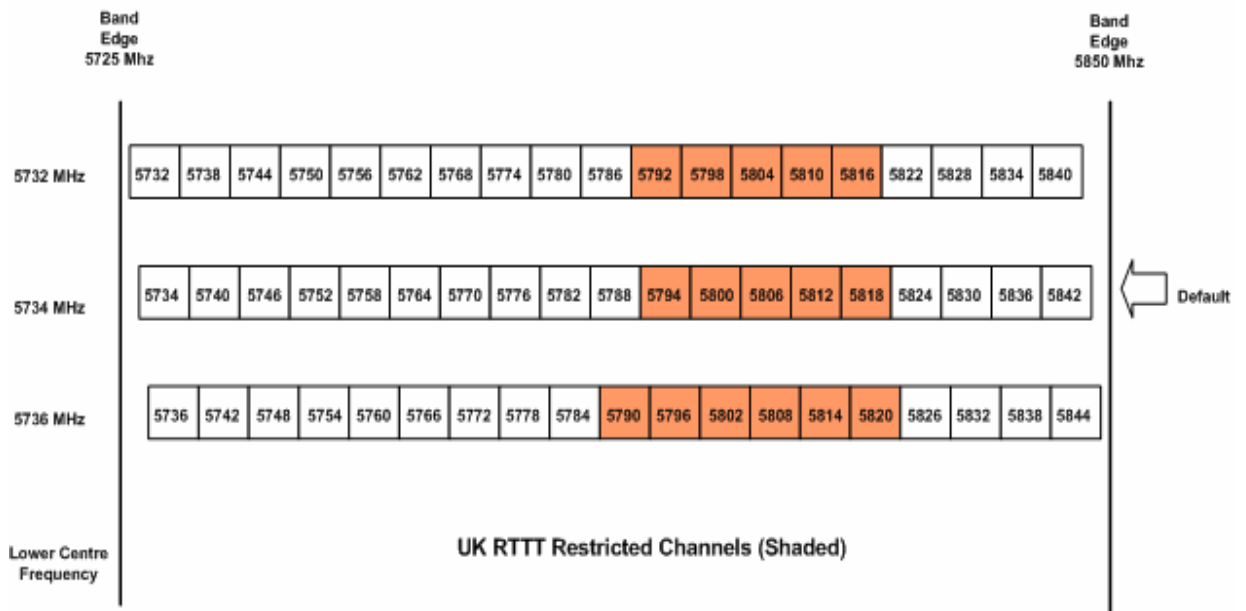 Band
Edge
5725 Mhz
Band
Edge
5850 Mhz
5732 MHz
5732 5738 5744 5750 5756 5762 5768 5774 5780 5786 5792 5798 5804 5810 5816 5822 5828 5834 5840
5734 MHz
5734 5740 5746 5752 5758 5764 5770 5776 5782 5788 5794 5800 5806 5812 5818 5824 5830 5836 5842
Default
5736 MHz
5736 5742 5748 5754 5760 5766 5772 5778 5784 5790 5796 5802 5808 5814 5820 5826 5832 5838 5844
Lower Centre
Frequency
UK RTTT Restricted Channels (Shaded)